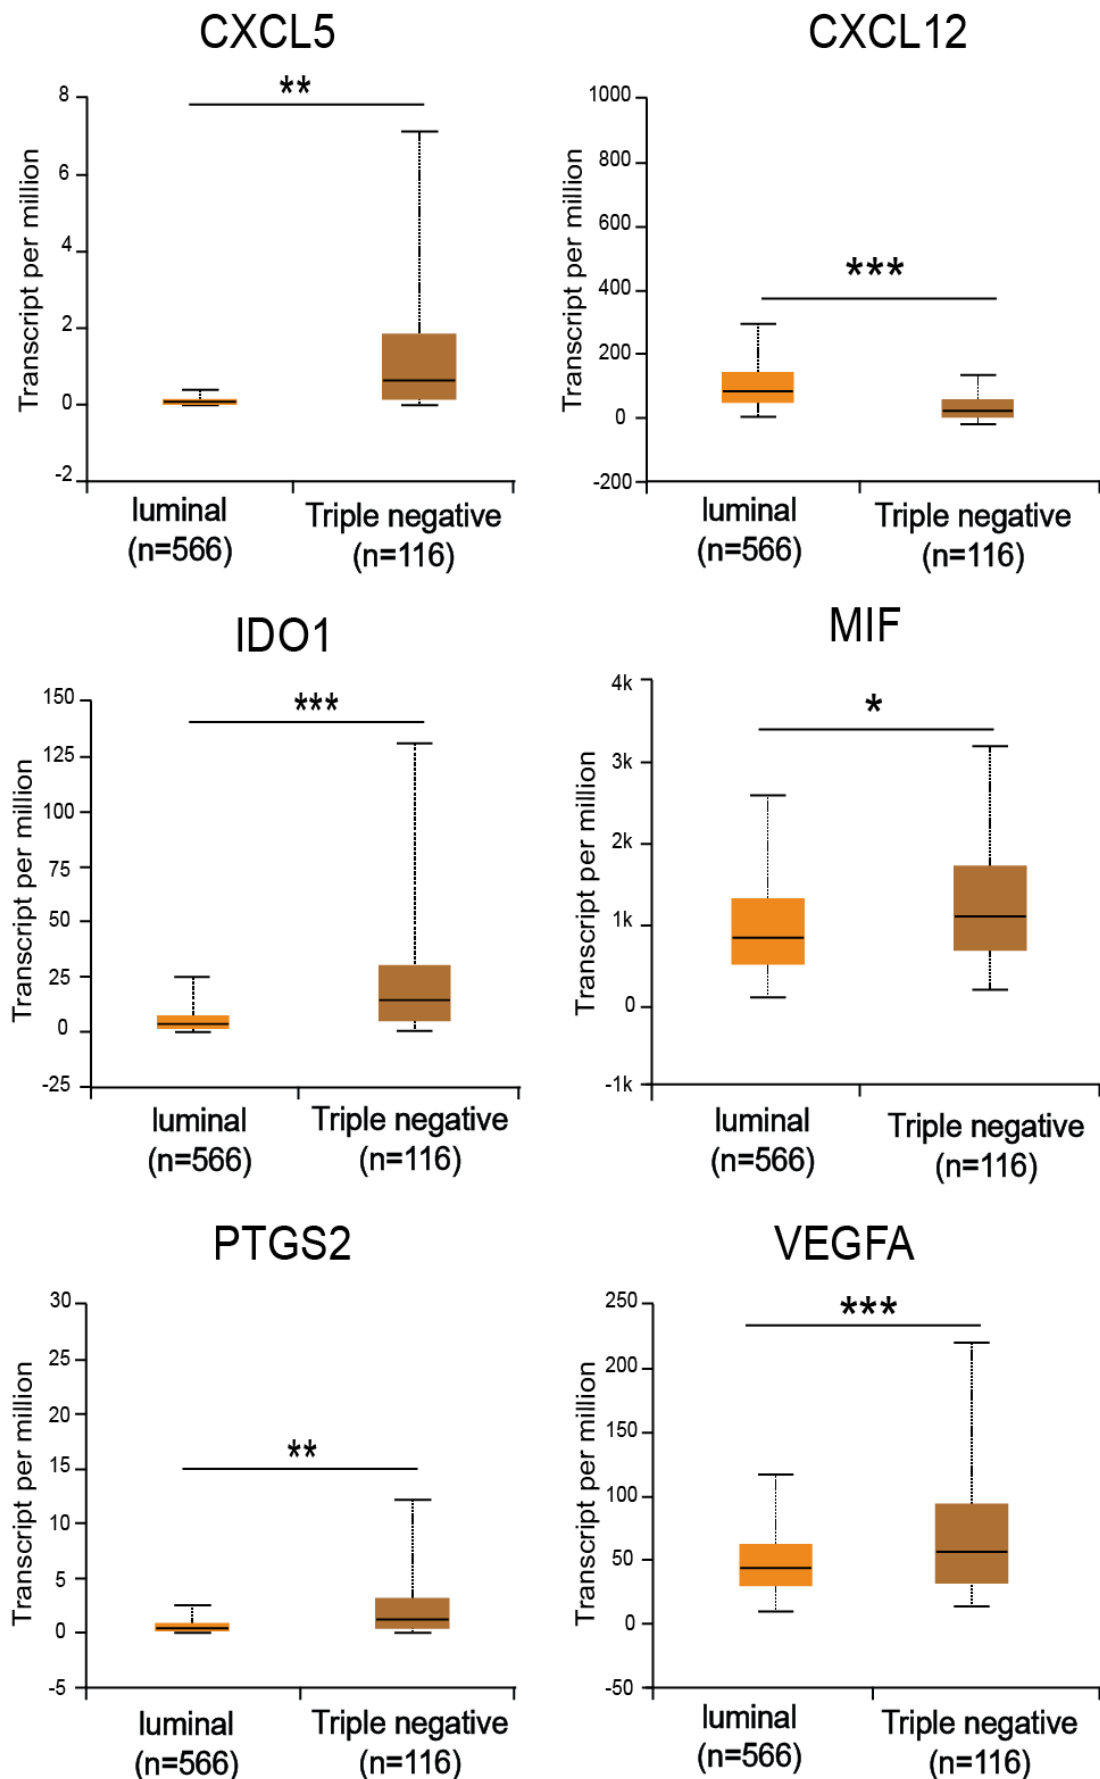 CXCL5
**
8
6
4
2
0
-2
Transcript per million
luminal
(n=566)
Triple negative
(n=116)
CXCL12
***
1000
800
600
400
200
0
-200
Transcript per million
luminal
(n=566)
Triple negative
(n=116)
IDO1
***
150
125
100
75
50
25
0
-25
Transcript per million
luminal
(n=566)
Triple negative
(n=116)
MIF
*
4k
3k
2k
1k
0
-1k
Transcript per million
luminal
(n=566)
Triple negative
(n=116)
PTGS2
**
30
25
20
15
10
5
0
-5
Transcript per million
luminal
(n=566)
Triple negative
(n=116)
VEGFA
***
250
200
150
100
50
0
-50
Transcript per million
luminal
(n=566)
Triple negative
(n=116)